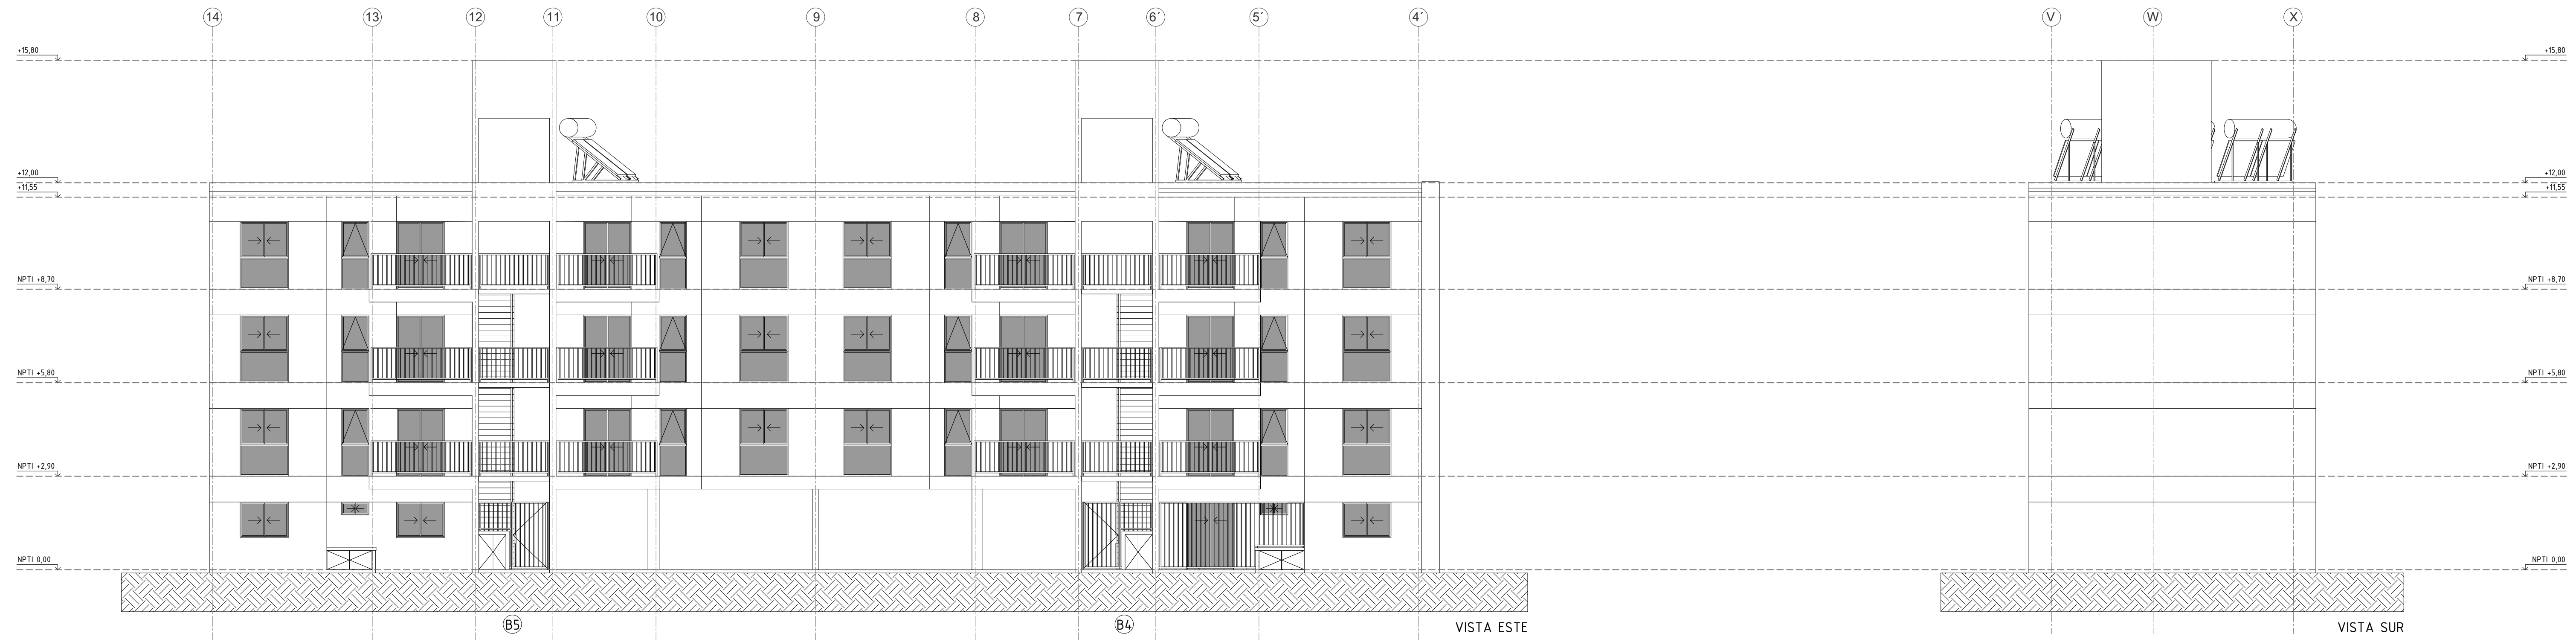 14 13 12 11 10 9 8 7 6´ 5´ 4´ V W X
+15,80 +15,80
+12,00 +12,00
+11,55 +11,55
NPTI +8,70 NPTI +8,70
NPTI +5,80 NPTI +5,80
NPTI +2,90 NPTI +2,90
NPTI 0,00 NPTI 0,00
B5 B4 VISTA ESTE VISTA SUR